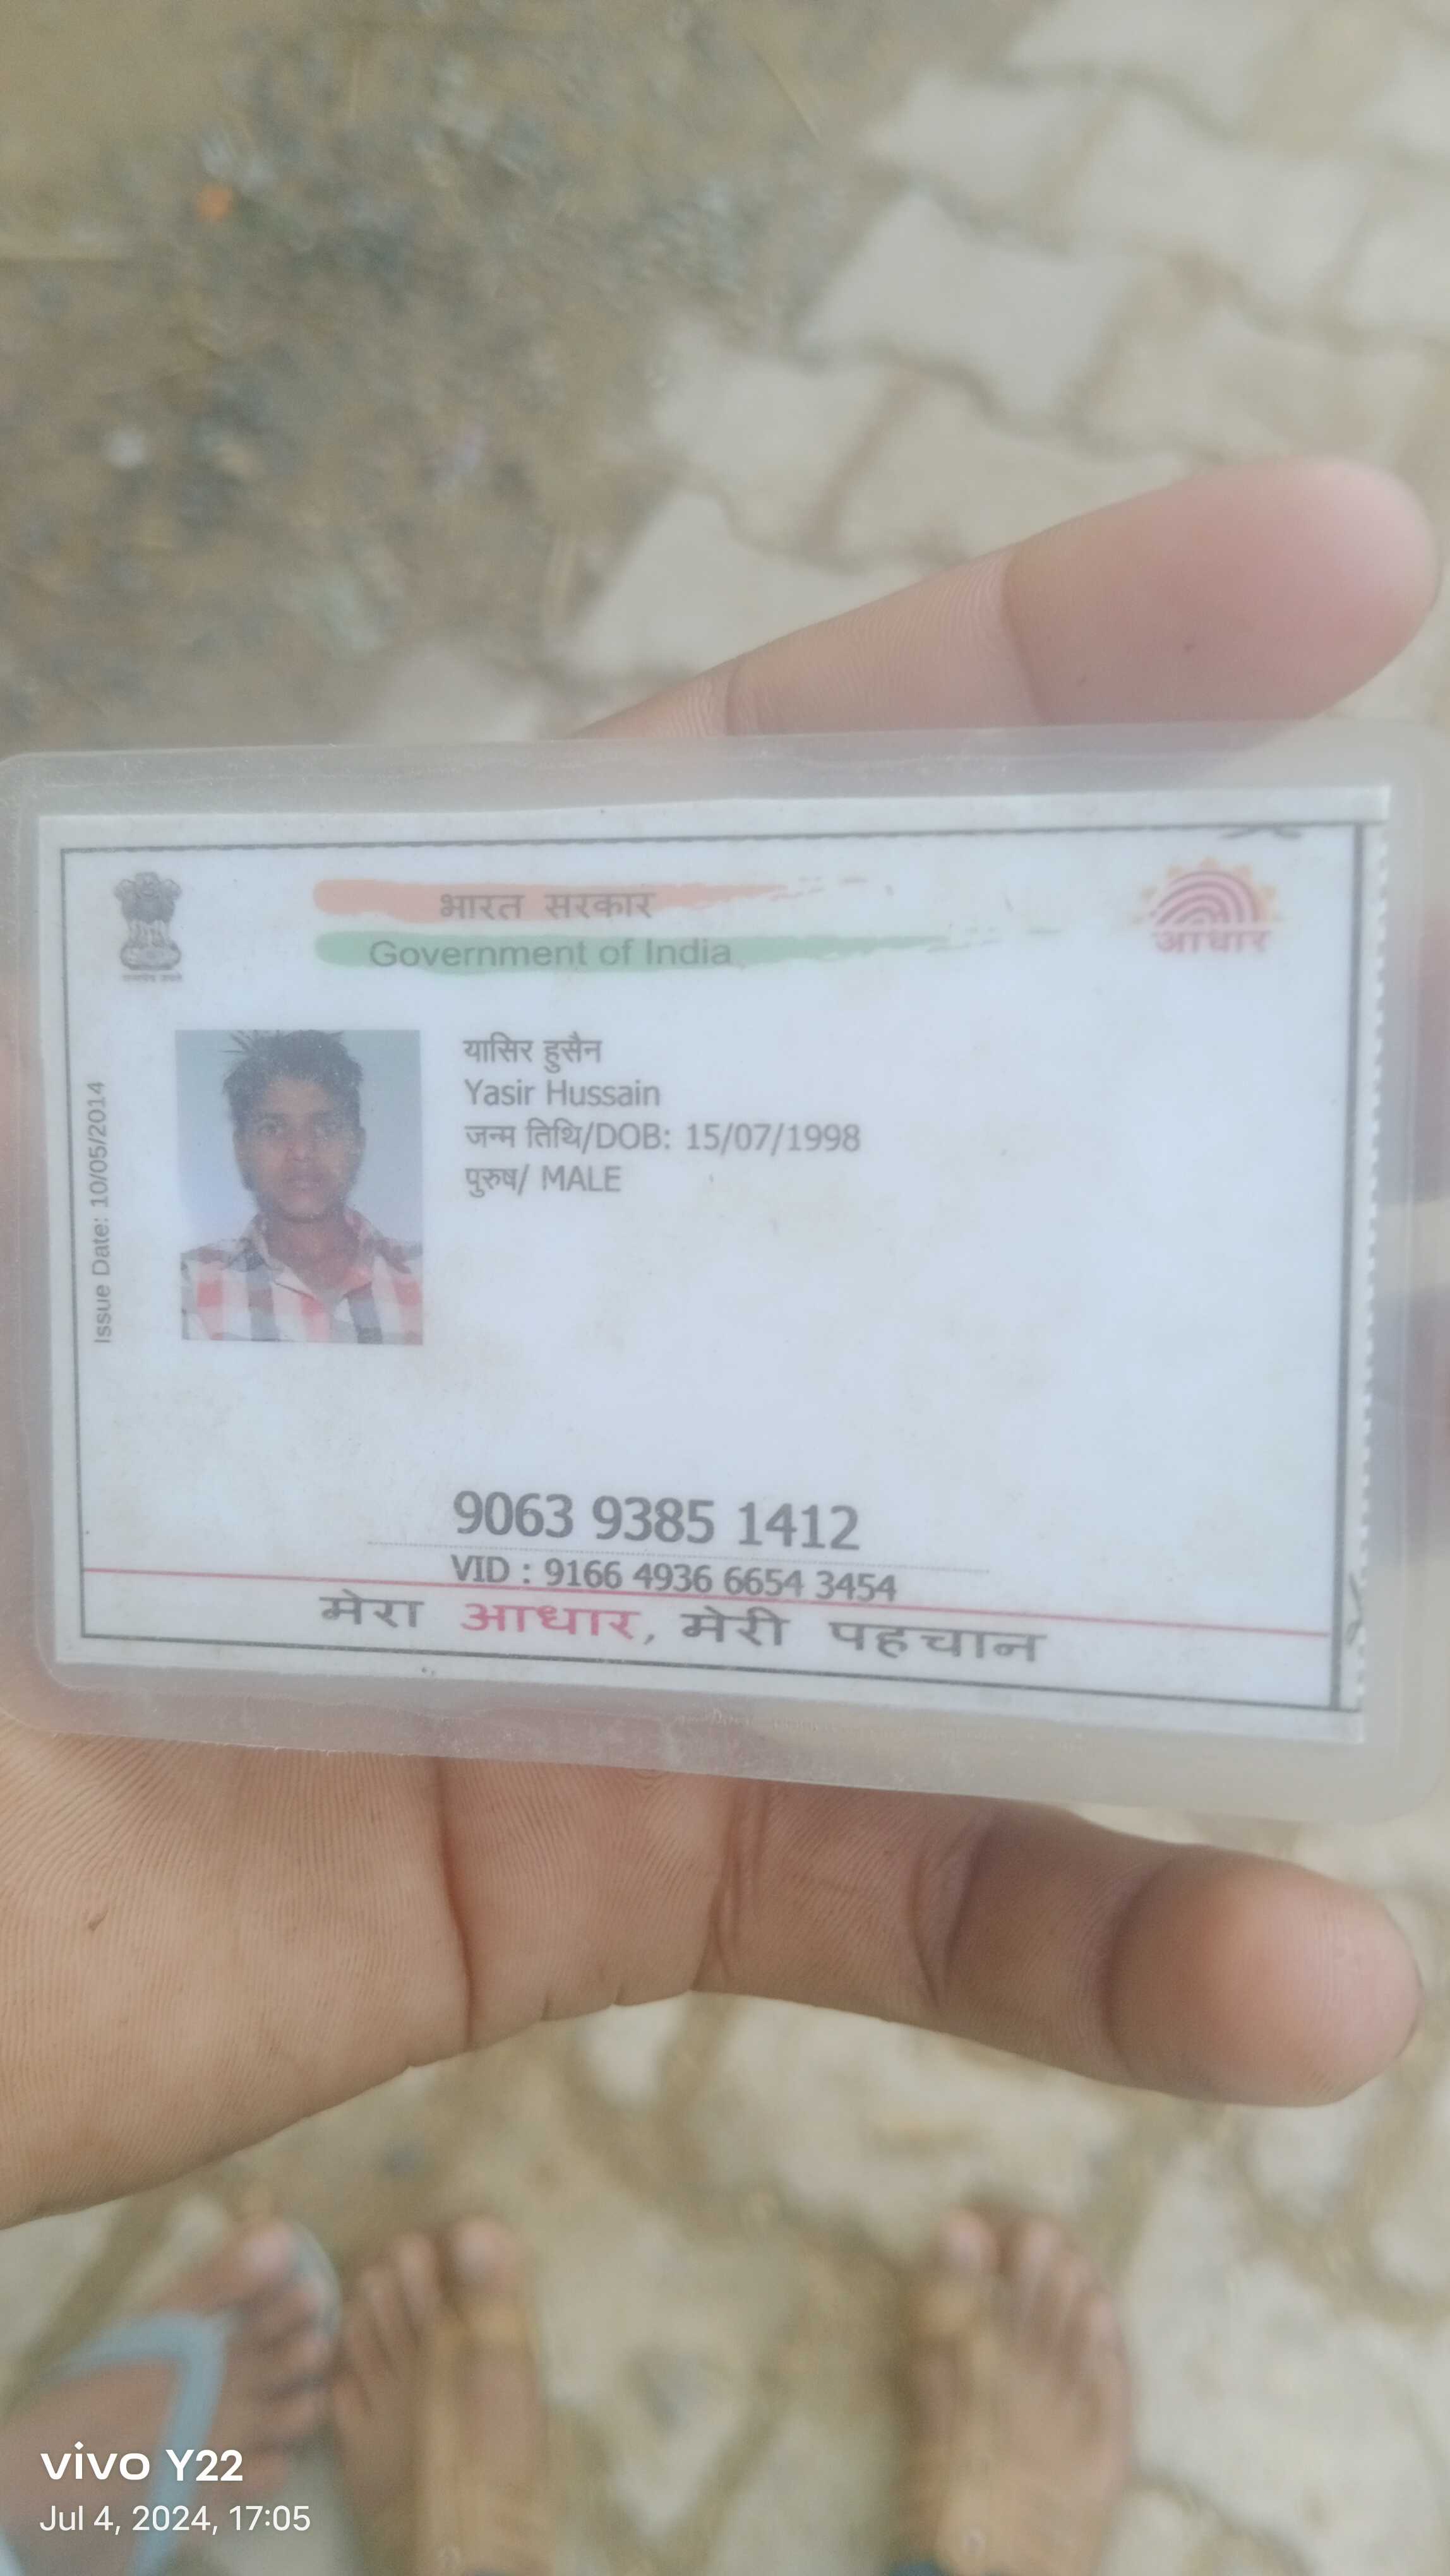 भारत सरकार
Government of India
आधार
Issue Date: 10/05/2014
यासिर हुसैन
Yasir Hussain
जन्म तिथि/DOB: 15/07/1998
पुरुष/ MALE
9063 9385 1412
VID : 9166 4936 6654 3454
मेरा आधार, मेरी पहचान
vivo Y22
Jul 4, 2024, 17:05